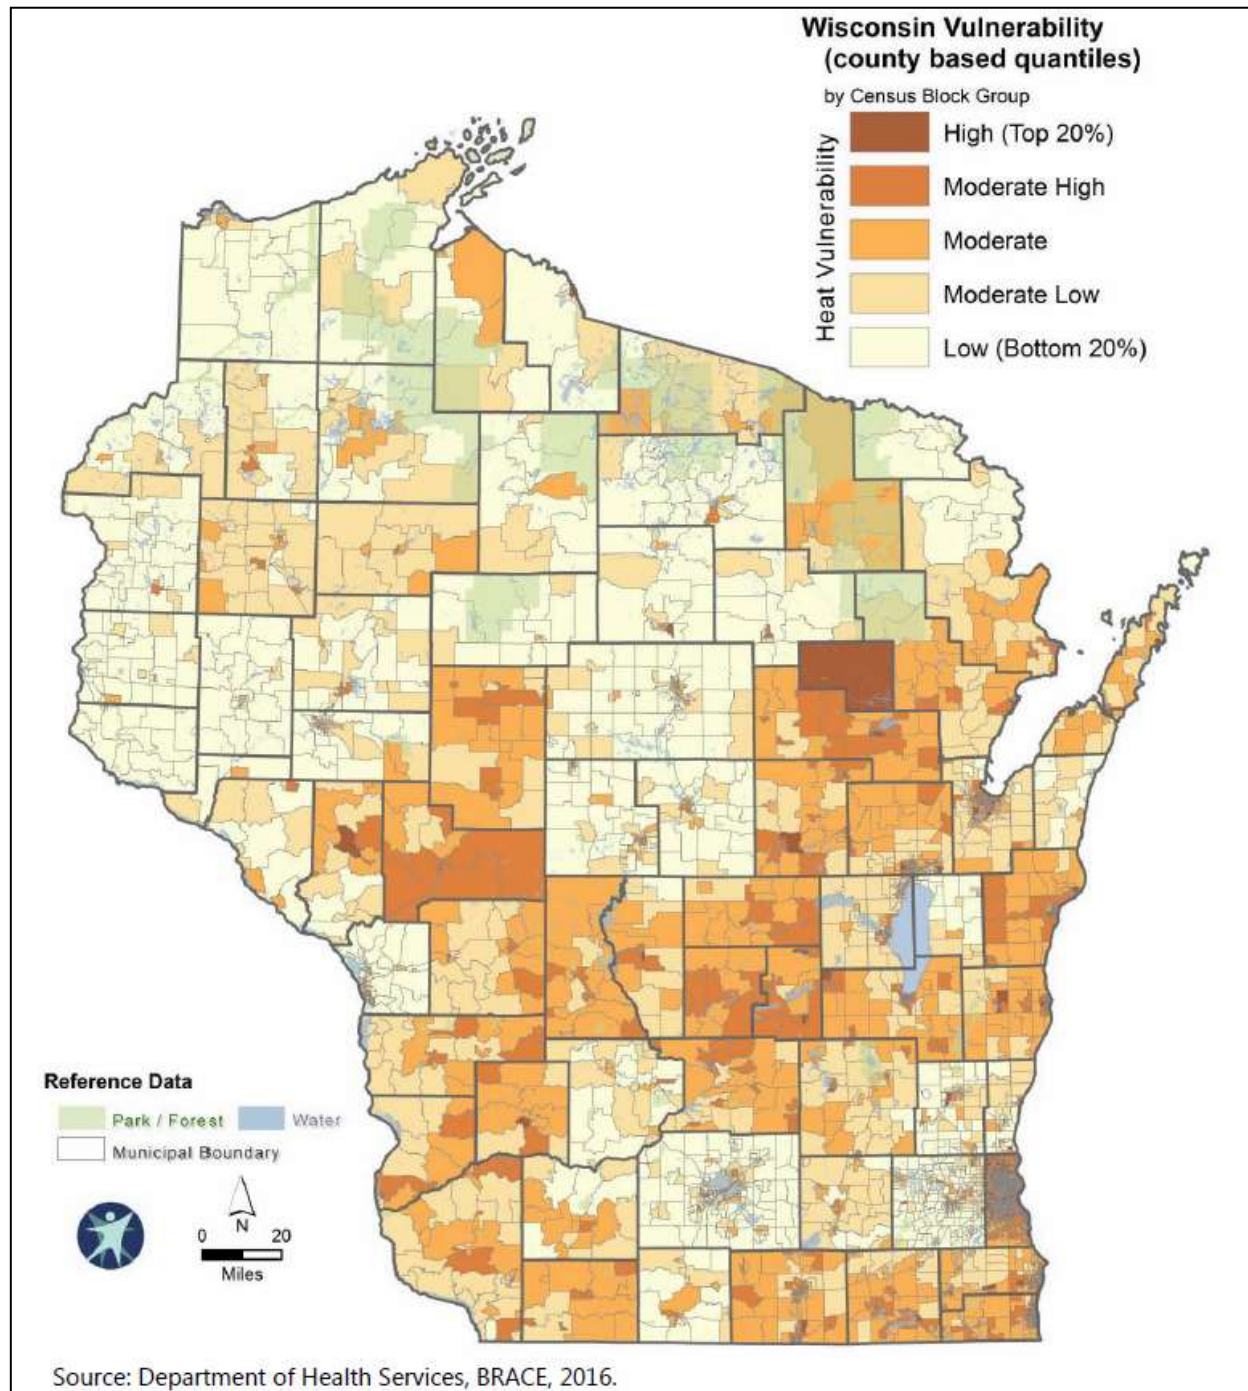 Wisconsin Vulnerability
(county based quantiles)
by Census Block Group
Heat Vulnerability
High (Top 20%)
Moderate High
Moderate
Moderate Low
Low (Bottom 20%)
Reference Data
Park / Forest
Water
Municipal Boundary
N
0 20
Miles
Source: Department of Health Services, BRACE, 2016.